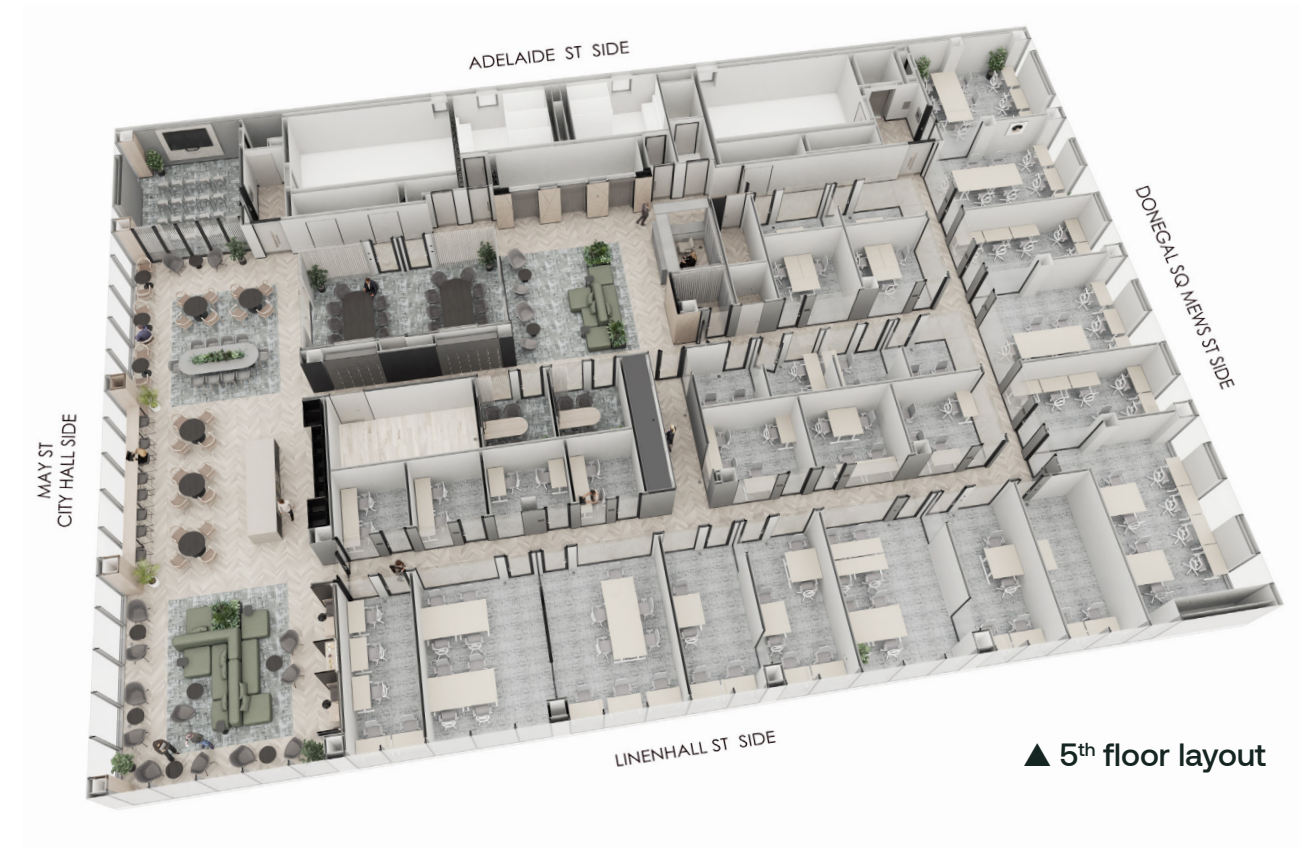 ADELAIDE ST SIDE
DONEGAL SQ MEWS ST SIDE
MAY ST
CITY HALL SIDE
LINENHALL ST SIDE
▲ 5th floor layout